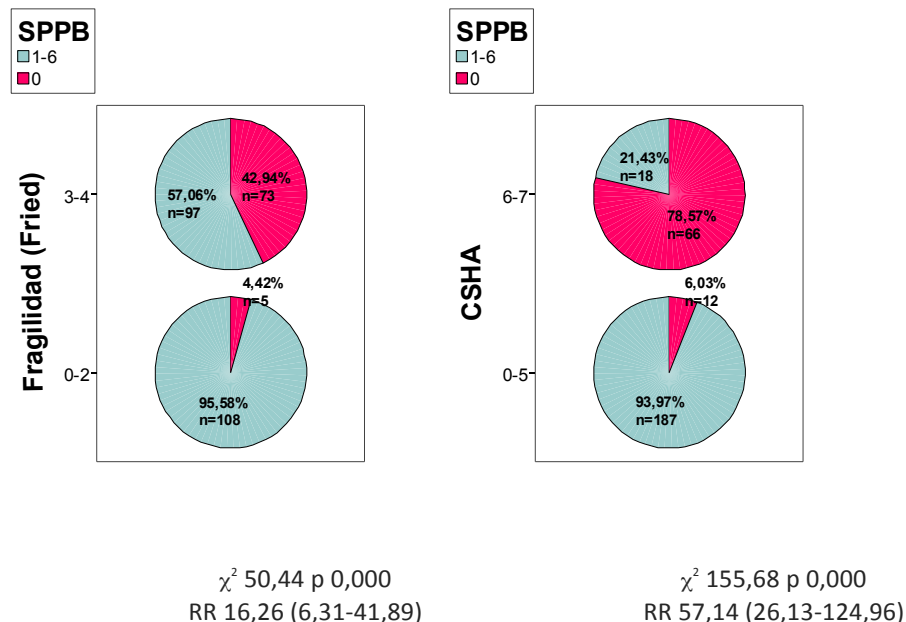 SPPB
1-6
0
Fragilidad (Fried)
3-4
57,06%
n=97
42,94%
n=73
0-2
4,42%
n=5
95,58%
n=108
χ² 50,44 p 0,000
RR 16,26 (6,31-41,89)
SPPB
1-6
0
CSHA
6-7
21,43%
n=18
78,57%
n=66
0-5
6,03%
n=12
93,97%
n=187
χ² 155,68 p 0,000
RR 57,14 (26,13-124,96)